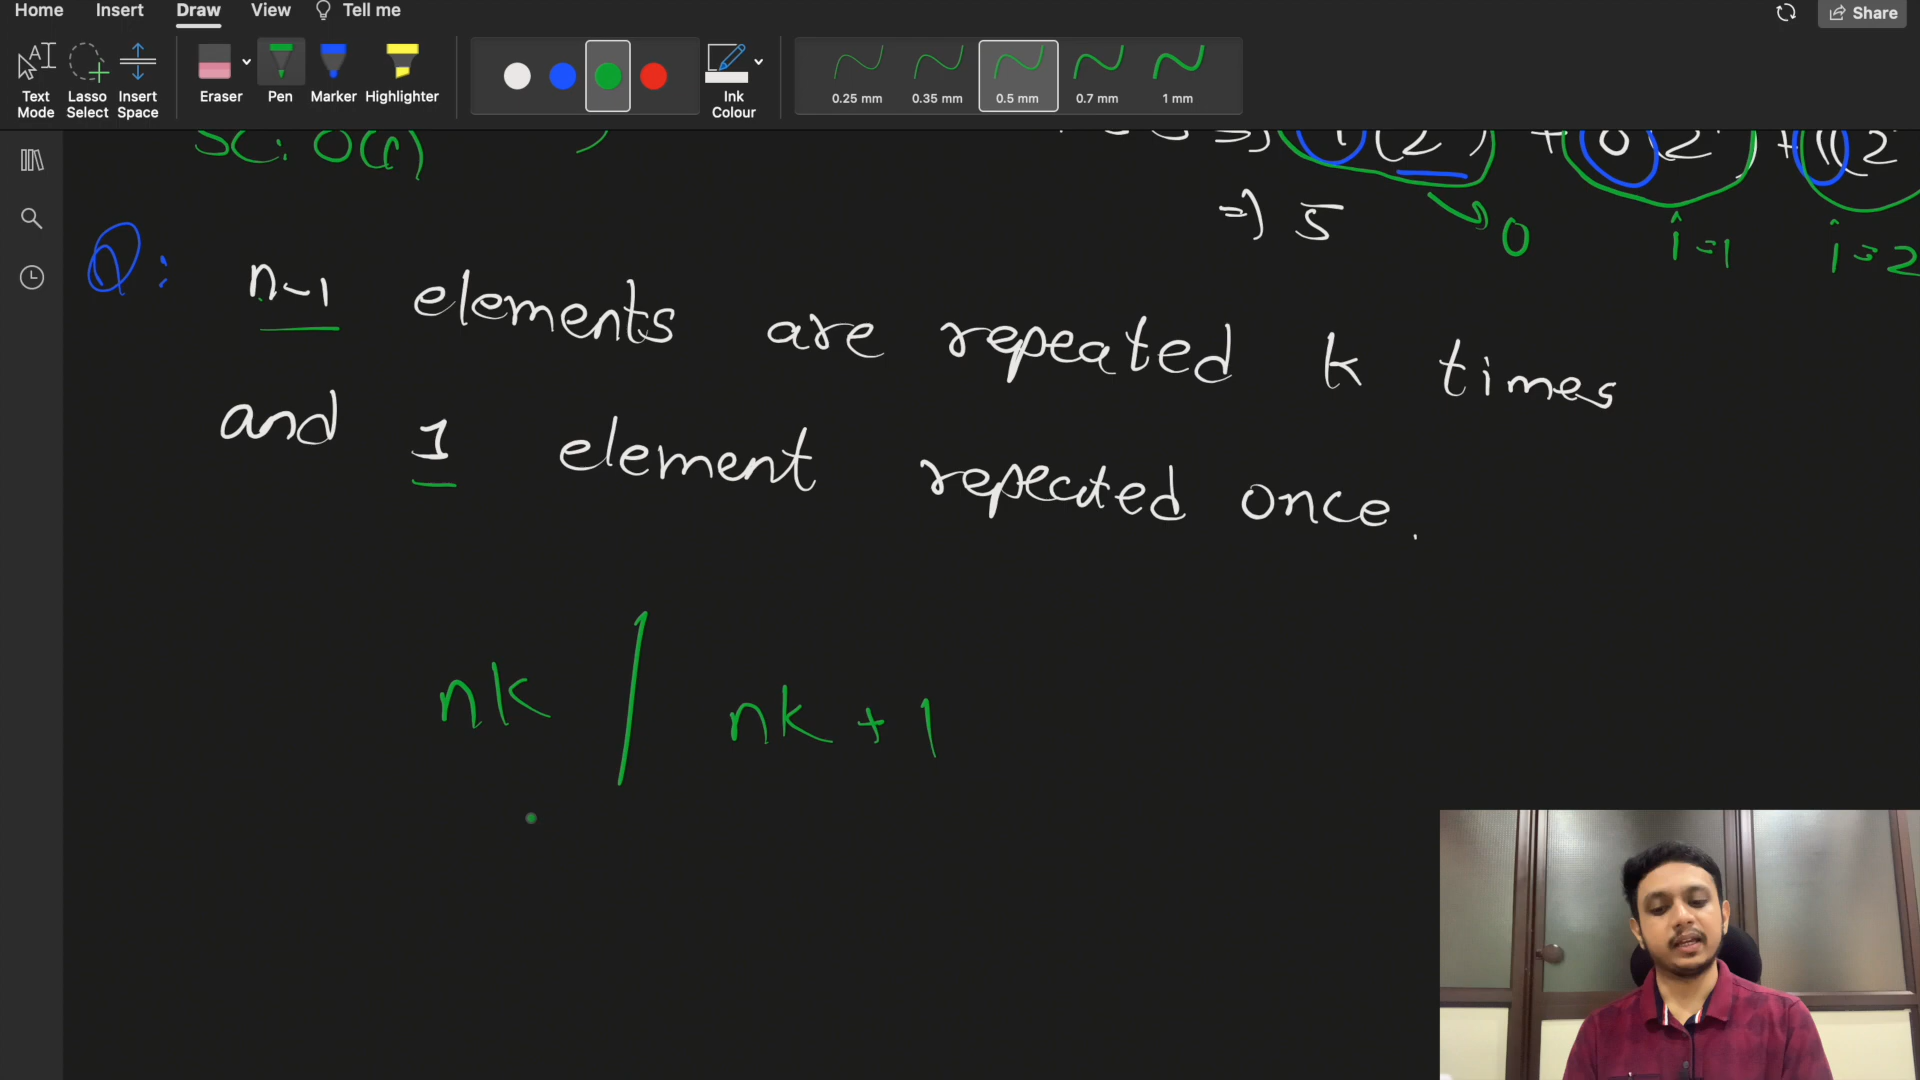 Home Insert Draw View Tell me Share
Text Mode
Lasso Select
Insert Space
Eraser
Pen
Marker
Highlighter
Ink Colour
0.25 mm
0.35 mm
0.5 mm
0.7 mm
1 mm
SC: O(1)
=) 5
0
i=1
i=2
Q: n-1 elements are repeated k times
and 1 element repeated once.
nk / nk + 1